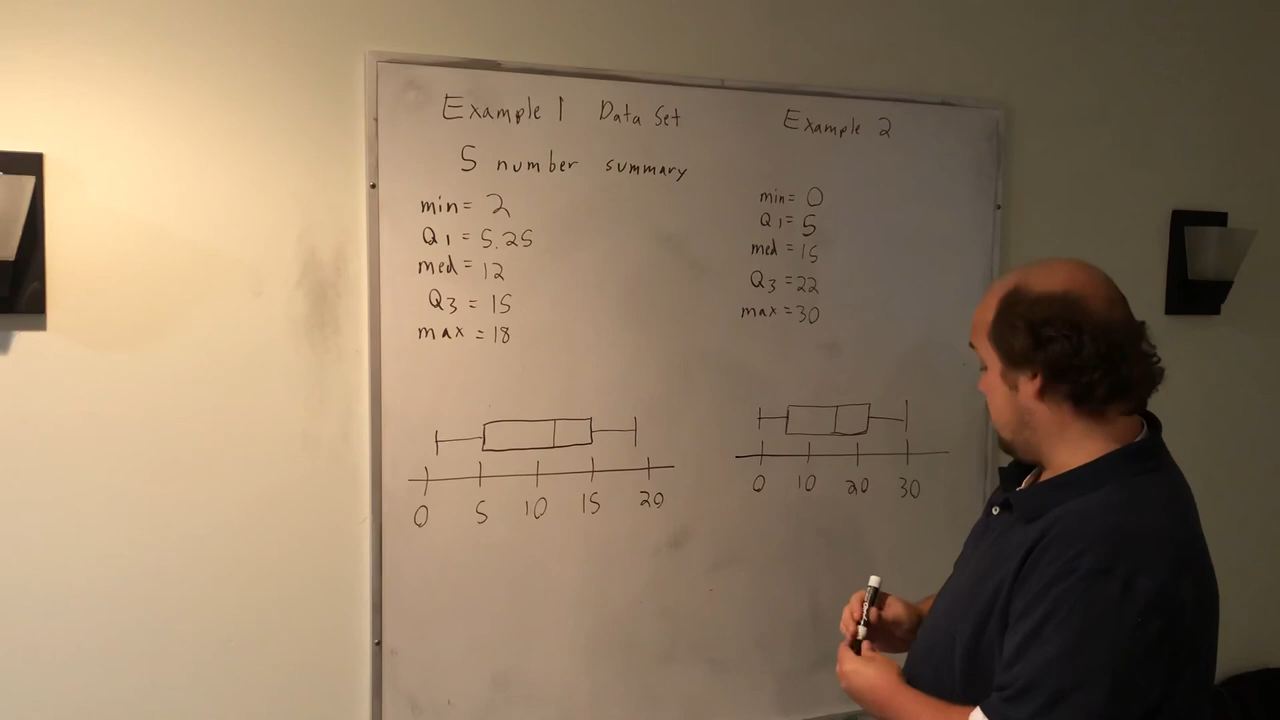 Example 1 Data Set
5 number summary
min = 2
Q1 = 5.25
med = 12
Q3 = 15
max = 18
0 5 10 15 20
Example 2
min = 0
Q1 = 5
med = 15
Q3 = 22
max = 30
0 10 20 30